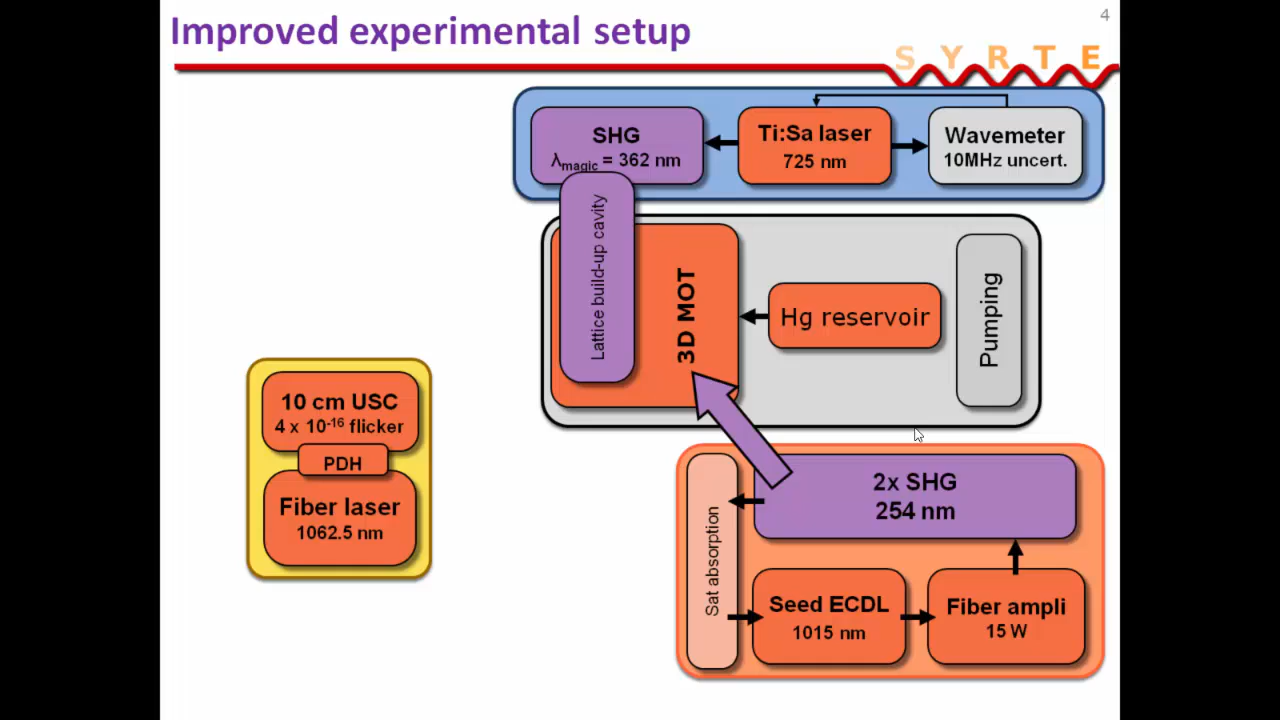 Improved experimental setup
4
S Y R T E
SHG
λmagic = 362 nm
Ti:Sa laser
725 nm
Wavemeter
10MHz uncert.
Lattice build-up cavity
3D MOT
Hg reservoir
Pumping
10 cm USC
4 x 10-16 flicker
PDH
Fiber laser
1062.5 nm
Sat absorption
2x SHG
254 nm
Seed ECDL
1015 nm
Fiber ampli
15 W